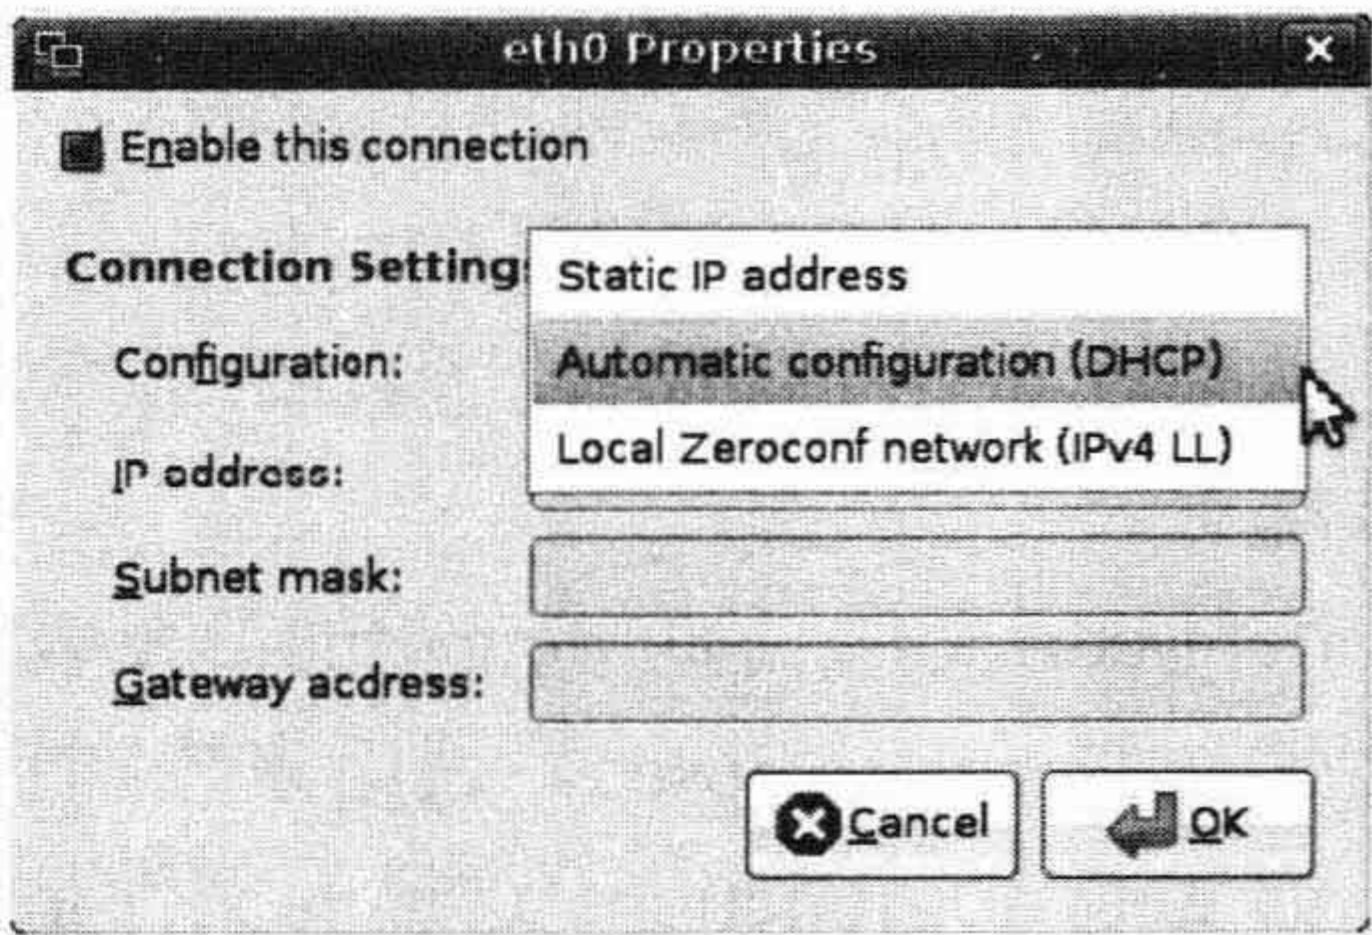 eth0 Properties
Enable this connection
Connection Setting
Static IP address
Configuration:
Automatic configuration (DHCP)
Local Zeroconf network (IPv4 LL)
IP address:
Subnet mask:
Gateway acdress:
Cancel
OK